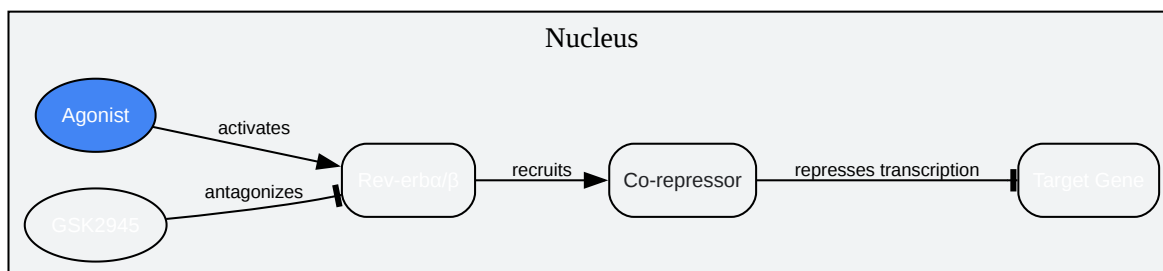 Nucleus
Agonist
activates
Rev-erbα/β
recruits
Co-repressor
represses transcription
Target Gene
antagonizes
GSK2945